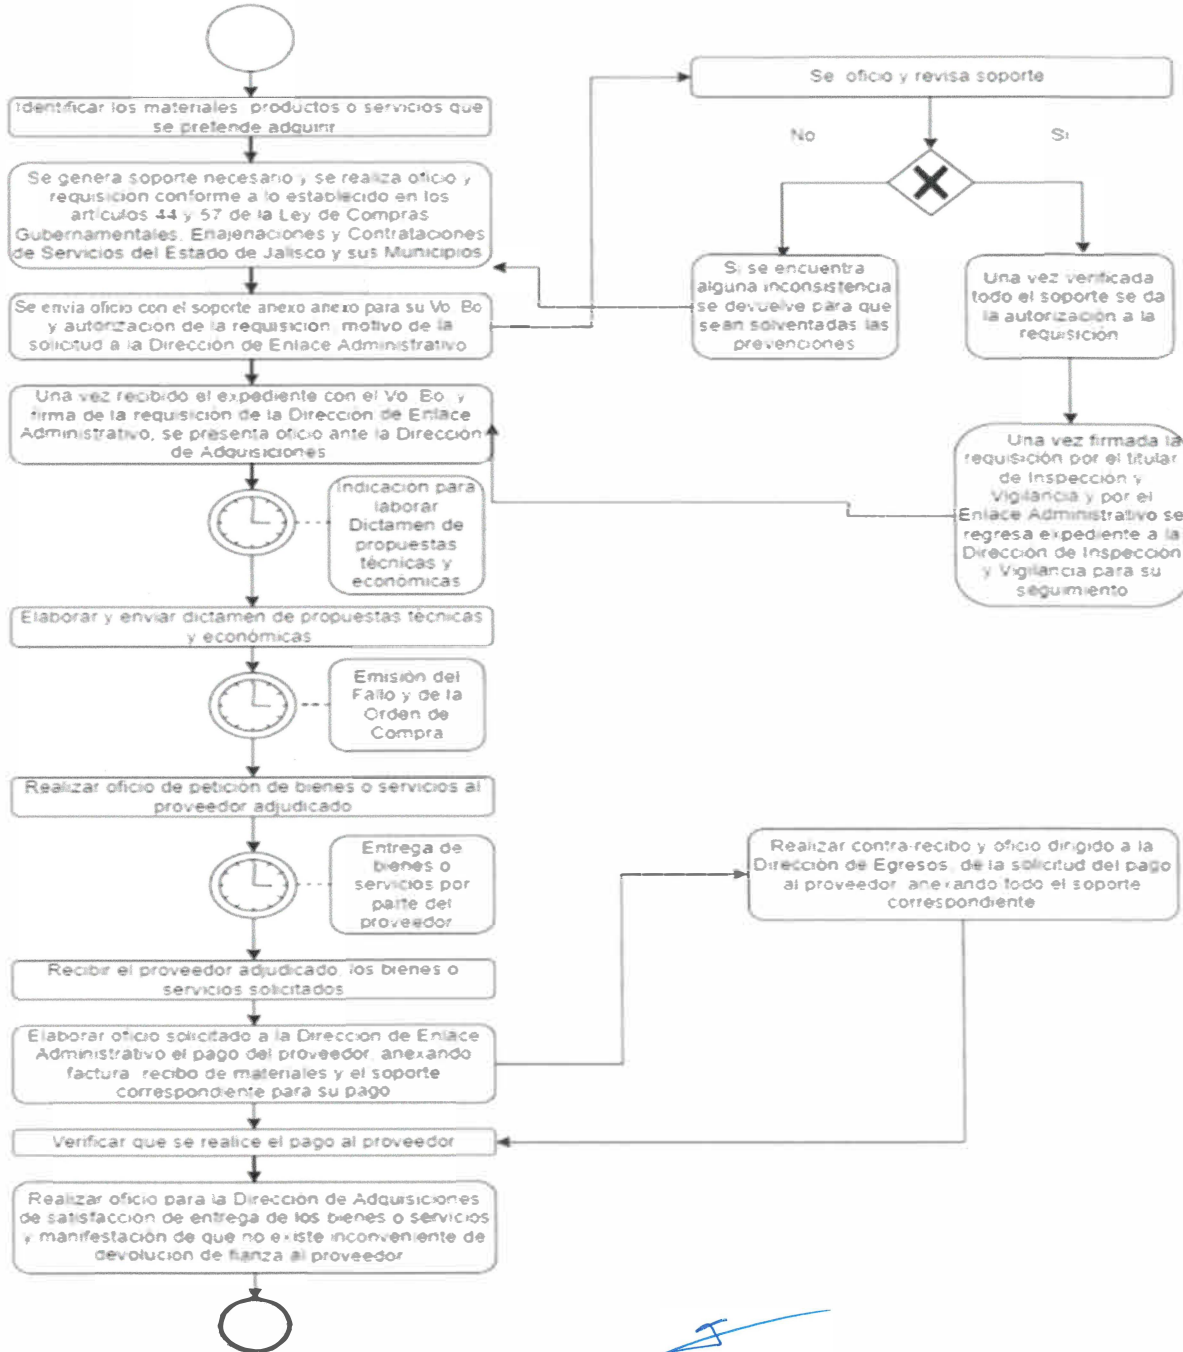 Identificar los materiales productos o servicios que
se pretende adquirir
Se genera soporte necesario y se realiza oficio y
requisición conforme a lo establecido en los
artículos 44 y 57 de la Ley de Compras
Gubernamentales, Enajenaciones y Contrataciones
de Servicios del Estado de Jalisco y sus Municipios
Se envia oficio con el soporte anexo anexo para su Vo Bo
y autorización de la requisición motivo de la
solicitud a la Dirección de Enlace Administrativo
Una vez recibido el expediente con el Vo Bo y
firma de la requisición de la Dirección de Enlace
Administrativo, se presenta oficio ante la Dirección
de Adquisiciones
Indicación para
laborar
Dictamen de
propuestas
técnicas y
económicas
Elaborar y enviar dictamen de propuestas técnicas
y económicas
Emisión del
Fallo y de la
Orden de
Compra
Realizar oficio de petición de bienes o servicios al
proveedor adjudicado
Entrega de
bienes o
servicios por
parte del
proveedor
Recibir el proveedor adjudicado los bienes o
servicios solicitados
Elaborar oficio solicitado a la Direccion de Enlace
Administrativo el pago del proveedor, anexando
factura recibo de materiales y el soporte
correspondiente para su pago
Verificar que se realice el pago al proveedor
Realizar oficio para la Dirección de Adquisiciones
de satisfacción de entrega de los bienes o servicios
y manifestación de que no existe inconveniente de
devolución de fianza al proveedor
Se oficio y revisa soporte
No
Si
Si se encuentra
alguna inconsistencia
se devuelve para que
sean solventadas las
prevenciones
Una vez verificada
todo el soporte se da
la autorización a la
requisición
Una vez firmada la
requisición por el titular
de Inspección y
Vigilancia y por el
Enlace Administrativo se
regresa expediente a la
Dirección de Inspección
y Vigilancia para su
seguimiento
Realizar contra-recibo y oficio dirigido a la
Dirección de Egresos, de la solicitud del pago
al proveedor, anexando todo el soporte
correspondiente